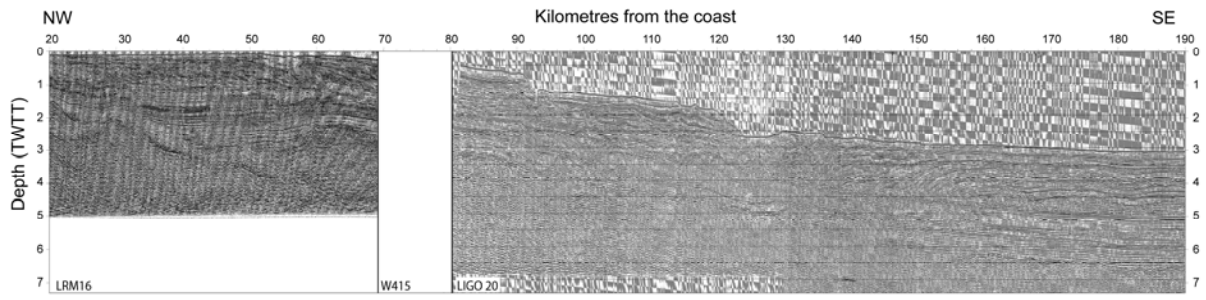 NW Kilometres from the coast SE
20 30 40 50 60 70 80 90 100 110 120 130 140 150 160 170 180 190
Depth (TWTT)
0 0
1 1
2 2
3 3
4 4
5 5
6 6
7 7
LRM16 W415 LIGO 20